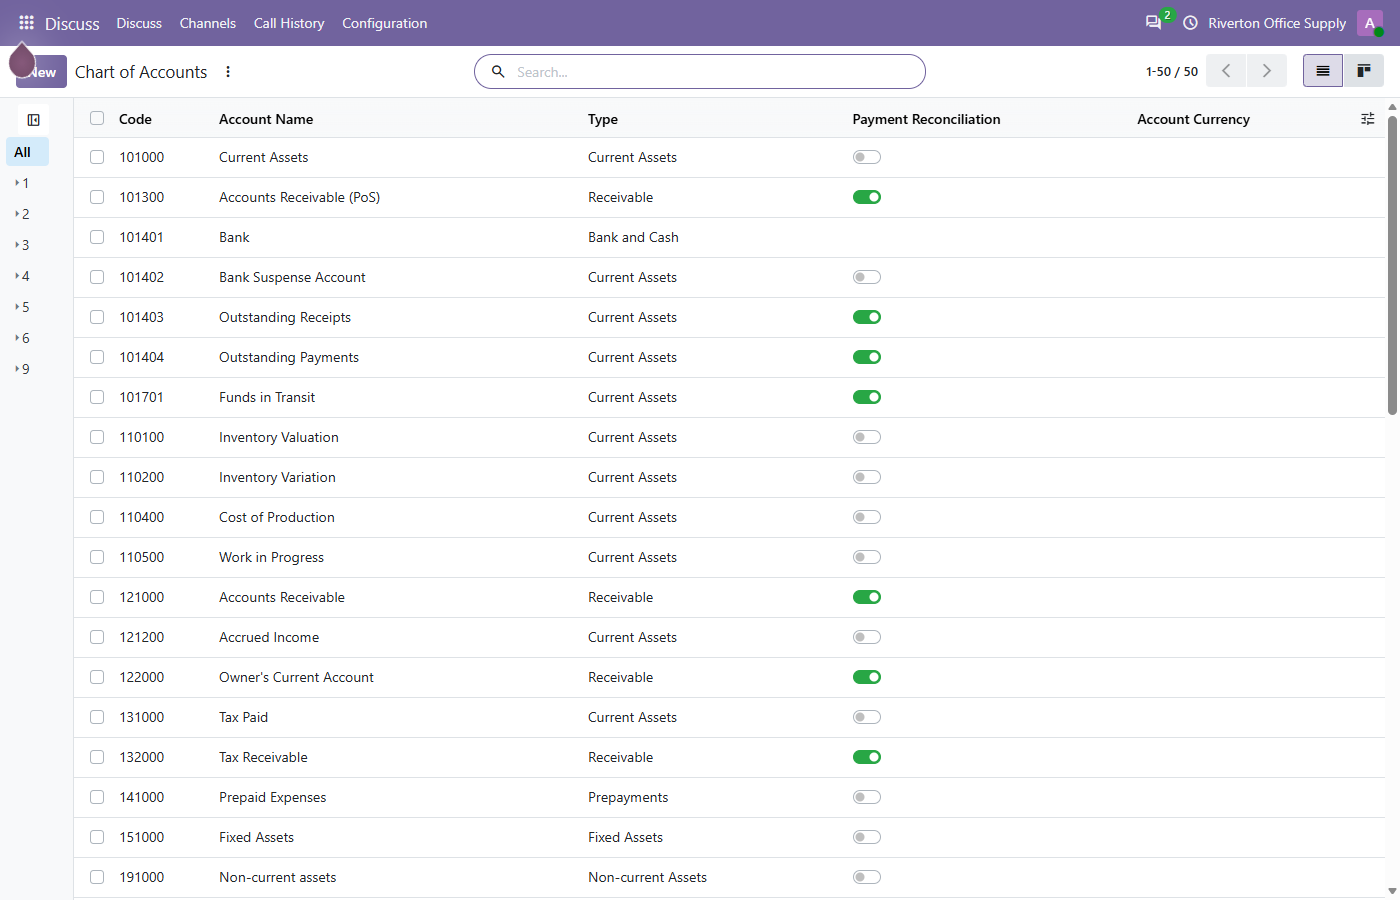 Discuss Discuss Channels Call History Configuration 2 Riverton Office Supply A
New Chart of Accounts Search... 1-50 / 50
Code Account Name Type Payment Reconciliation Account Currency
All
1
2
3
4
5
6
9
101000 Current Assets Current Assets
101300 Accounts Receivable (PoS) Receivable
101401 Bank Bank and Cash
101402 Bank Suspense Account Current Assets
101403 Outstanding Receipts Current Assets
101404 Outstanding Payments Current Assets
101701 Funds in Transit Current Assets
110100 Inventory Valuation Current Assets
110200 Inventory Variation Current Assets
110400 Cost of Production Current Assets
110500 Work in Progress Current Assets
121000 Accounts Receivable Receivable
121200 Accrued Income Current Assets
122000 Owner's Current Account Receivable
131000 Tax Paid Current Assets
132000 Tax Receivable Receivable
141000 Prepaid Expenses Prepayments
151000 Fixed Assets Fixed Assets
191000 Non-current assets Non-current Assets